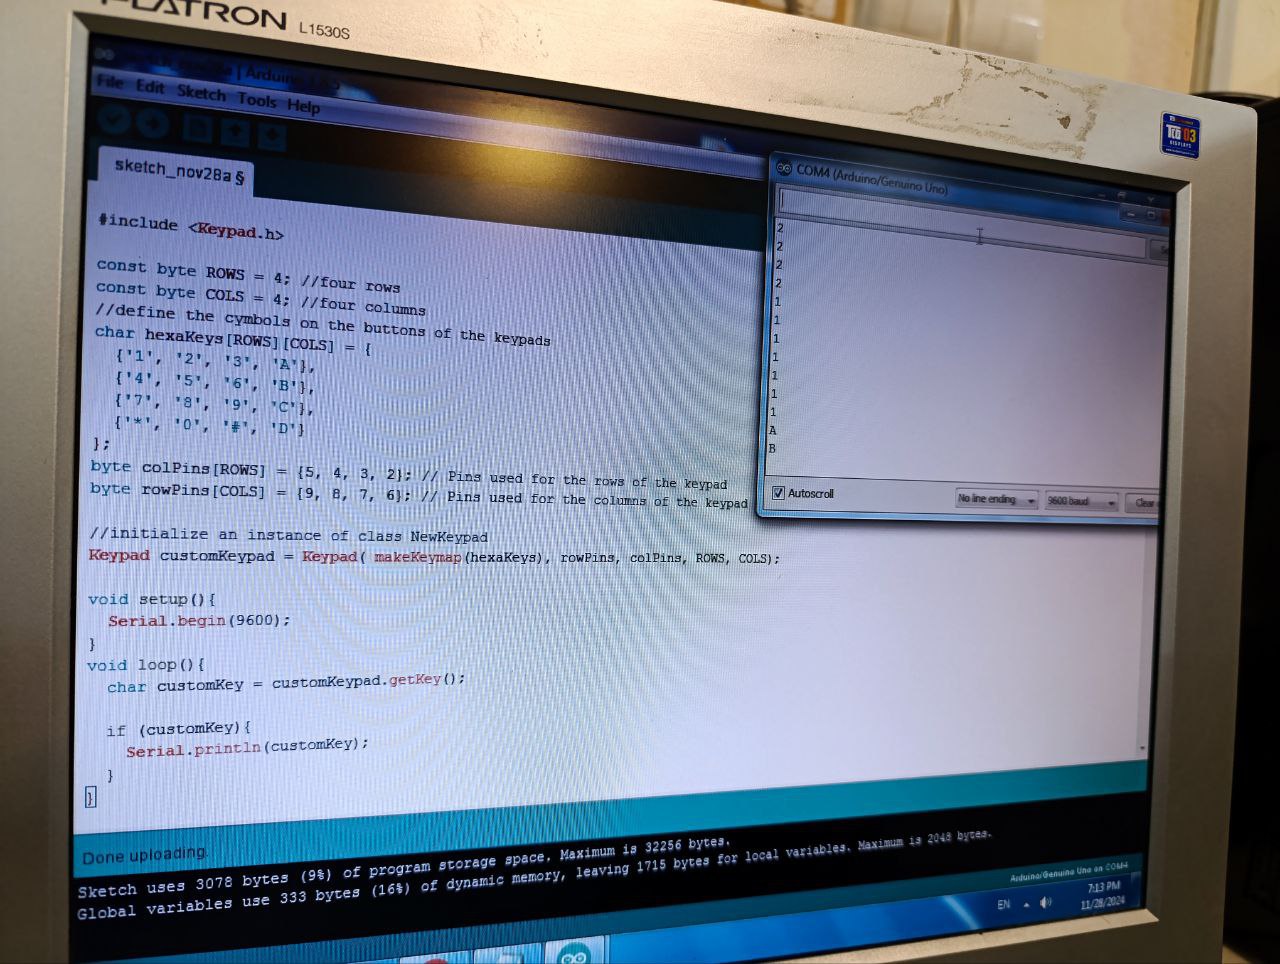 FLATRON L1530S
File Edit Sketch Tools Help
sketch_nov28a §
#include <Keypad.h>
const byte ROWS = 4; //four rows
const byte COLS = 4; //four columns
//define the cymbols on the buttons of the keypads
char hexaKeys[ROWS][COLS] = {
{'1', '2', '3', 'A'},
{'4', '5', '6', 'B'},
{'7', '8', '9', 'C'},
{'*', '0', '#', 'D'}
};
byte colPins[ROWS] = {5, 4, 3, 2}; // Pins used for the rows of the keypad
byte rowPins[COLS] = {9, 8, 7, 6}; // Pins used for the columns of the keypad
//initialize an instance of class NewKeypad
Keypad customKeypad = Keypad( makeKeymap(hexaKeys), rowPins, colPins, ROWS, COLS);
void setup(){
Serial.begin(9600);
}
void loop(){
char customKey = customKeypad.getKey();
if (customKey){
Serial.println(customKey);
}
}
COM4 (Arduino/Genuino Uno)
2
2
2
2
1
1
1
1
1
1
1
A
B
Autoscroll
No line ending
9600 baud
Clear
Done uploading.
Sketch uses 3078 bytes (9%) of program storage space. Maximum is 32256 bytes.
Global variables use 333 bytes (16%) of dynamic memory, leaving 1715 bytes for local variables. Maximum is 2048 bytes.
Arduino/Genuino Uno on COM4
EN
7:13 PM
11/28/2024
TCO 03
DISPLAYS